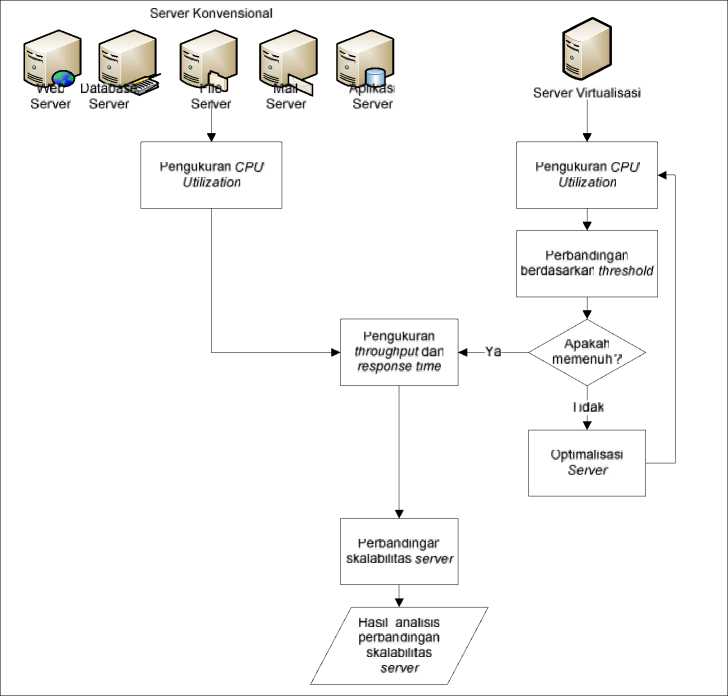 Server Konvensional
Web
Server
Database
Server
File
Server
Mail
Server
Aplikasi
Server
Server Virtualisasi
Pengukuran CPU
Utilization
Pengukuran CPU
Utilization
Perbandingan
berdasarkan threshold
Apakah
memenuhi?
Ya
Tidak
Pengukuran
throughput dan
response time
Optimalisasi
Server
Perbandingan
skalabilitas server
Hasil analisis
perbandingan
skalabilitas
server